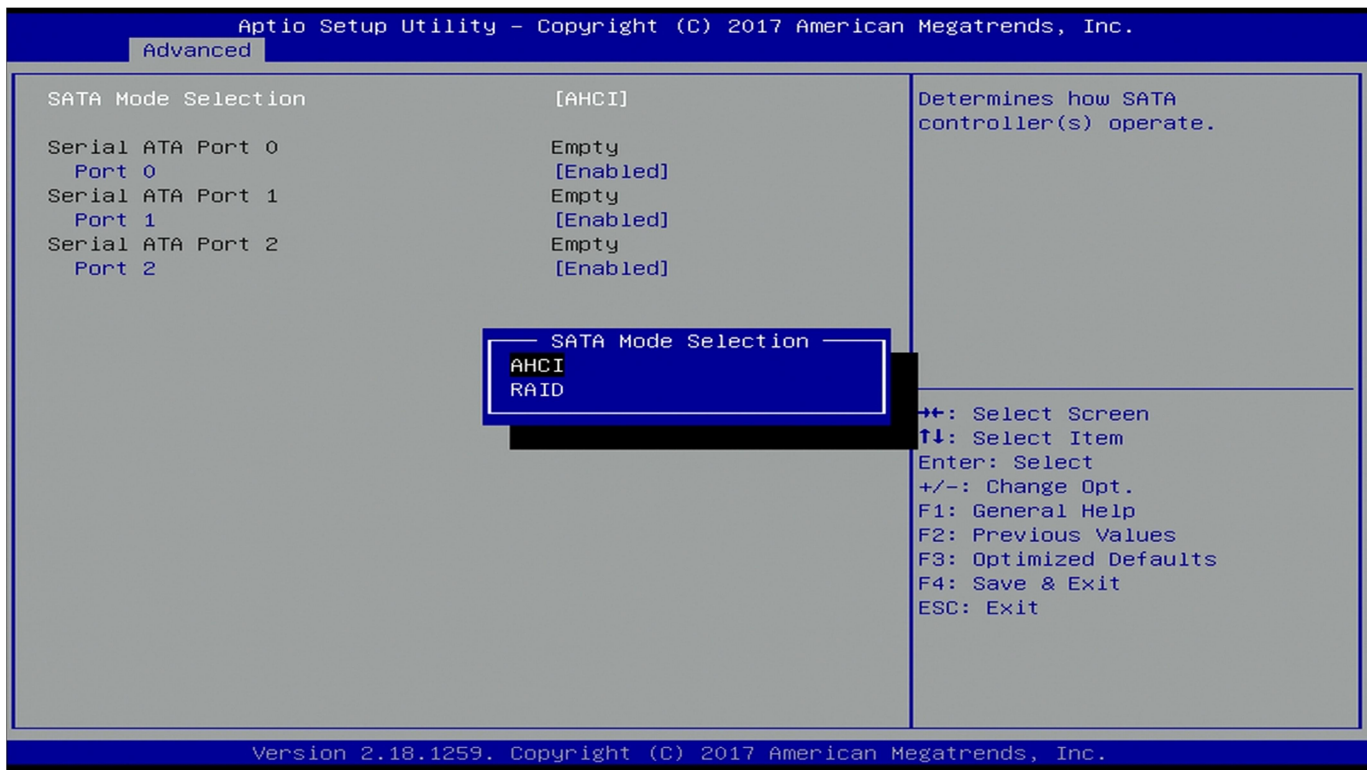 Aptio Setup Utility – Copyright (C) 2017 American Megatrends, Inc.
Advanced
SATA Mode Selection [AHCI]
Serial ATA Port 0 Empty
Port 0 [Enabled]
Serial ATA Port 1 Empty
Port 1 [Enabled]
Serial ATA Port 2 Empty
Port 2 [Enabled]
SATA Mode Selection
AHCI
RAID
Determines how SATA
controller(s) operate.
→←: Select Screen
↑↓: Select Item
Enter: Select
+/-: Change Opt.
F1: General Help
F2: Previous Values
F3: Optimized Defaults
F4: Save & Exit
ESC: Exit
Version 2.18.1259. Copyright (C) 2017 American Megatrends, Inc.